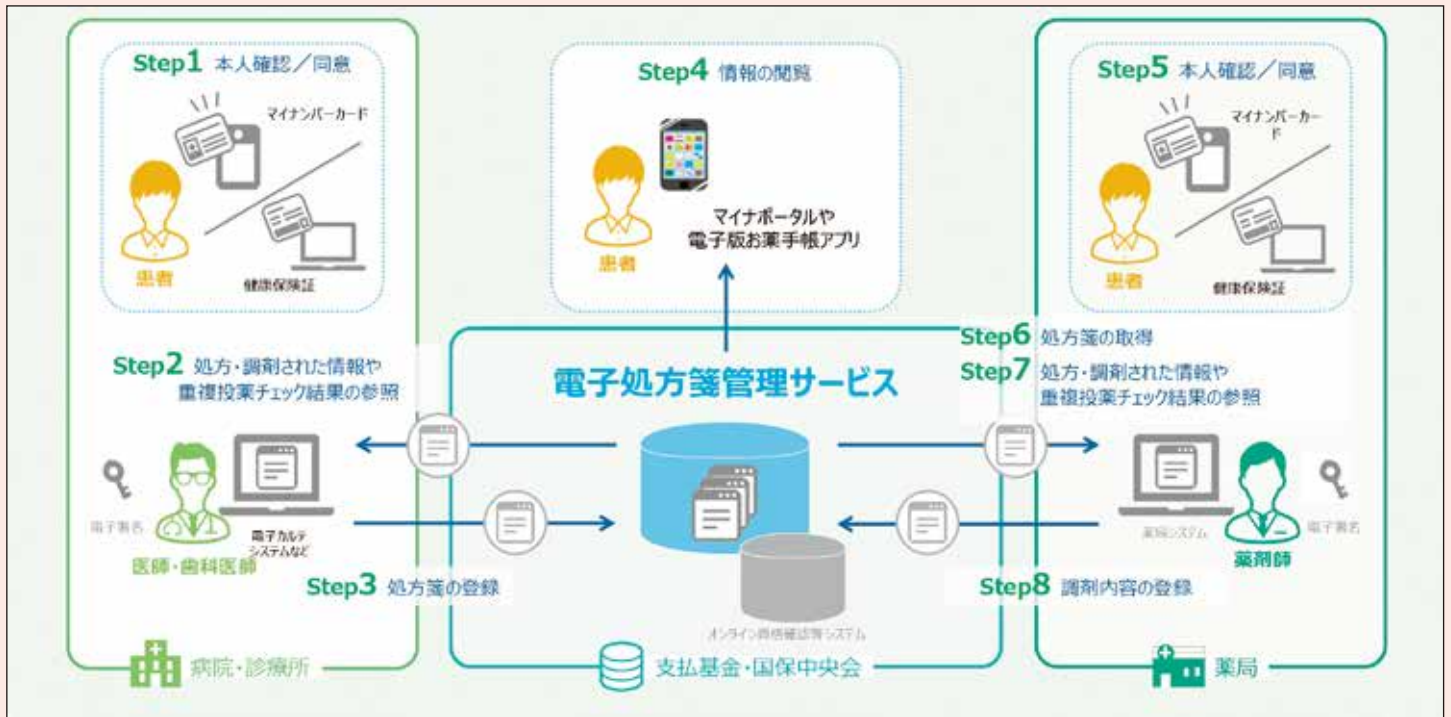 Step1 本人確認／同意
マイナンバーカード
患者
健康保険証
Step2 処方・調剤された情報や
重複投薬チェック結果の参照
電子署名
電子カルテ
システムなど
医師・歯科医師
Step3 処方箋の登録
病院・診療所
Step4 情報の閲覧
マイナポータルや
電子版お薬手帳アプリ
患者
電子処方箋管理サービス
オンライン資格確認等システム
支払基金・国保中央会
Step5 本人確認／同意
マイナンバーカー
ド
患者
健康保険証
Step6 処方箋の取得
Step7 処方・調剤された情報や
重複投薬チェック結果の参照
薬局システム
薬剤師
電子署名
Step8 調剤内容の登録
薬局